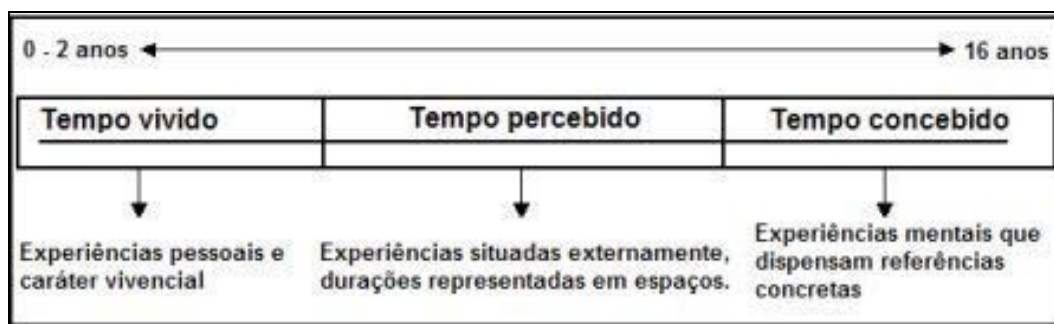 0 - 2 anos
16 anos
Tempo vivido
Tempo percebido
Tempo concebido
Experiências pessoais e
caráter vivencial
Experiências situadas externamente,
durações representadas em espaços.
Experiências mentais que
dispensam referências
concretas